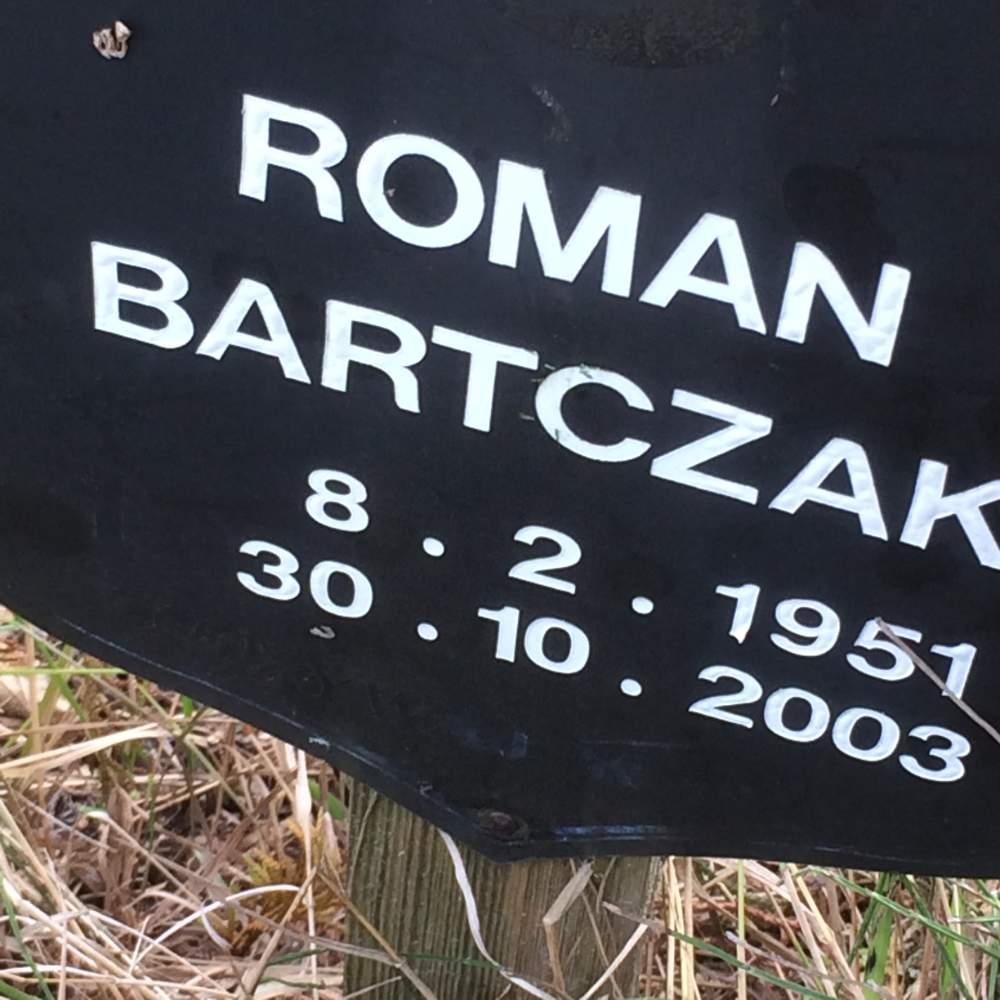 ROMAN
BARTCZAK
8 . 2 . 1951
30 . 10 . 2003